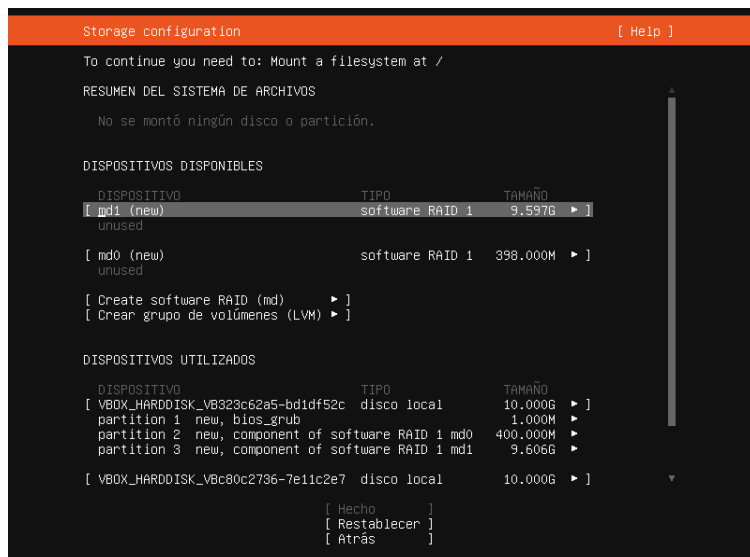 Storage configuration [ Help ]
To continue you need to: Mount a filesystem at /
RESUMEN DEL SISTEMA DE ARCHIVOS
No se montó ningún disco o partición.
DISPOSITIVOS DISPONIBLES
DISPOSITIVO TIPO TAMAÑO
[ md1 (new) software RAID 1 9.597G ► ]
unused
[ md0 (new) software RAID 1 398.000M ► ]
unused
[ Create software RAID (md) ► ]
[ Crear grupo de volúmenes (LVM) ► ]
DISPOSITIVOS UTILIZADOS
DISPOSITIVO TIPO TAMAÑO
[ VBOX_HARDDISK_VB323c62a5-bd1df52c disco local 10.000G ► ]
partition 1 new, bios_grub 1.000M ►
partition 2 new, component of software RAID 1 md0 400.000M ►
partition 3 new, component of software RAID 1 md1 9.606G ►
[ VBOX_HARDDISK_VBc80c2736-7e11c2e7 disco local 10.000G ► ]
[ Hecho ]
[ Restablecer ]
[ Atrás ]